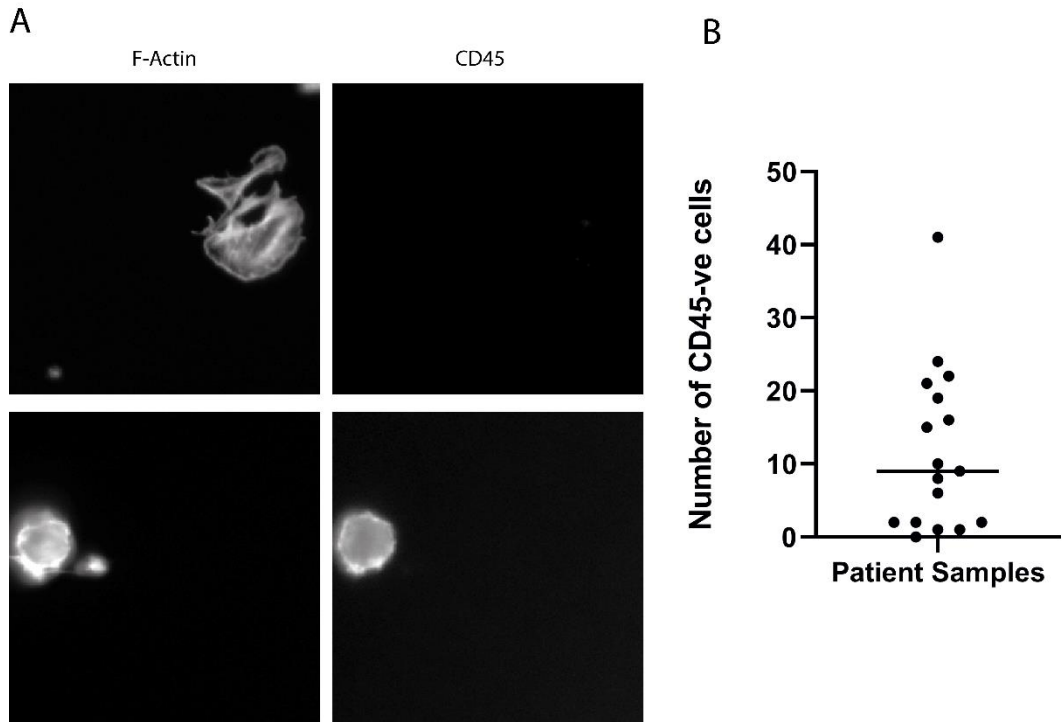 A
F-Actin
CD45
B
Number of CD45-ve cells
50
40
30
20
10
0
Patient Samples